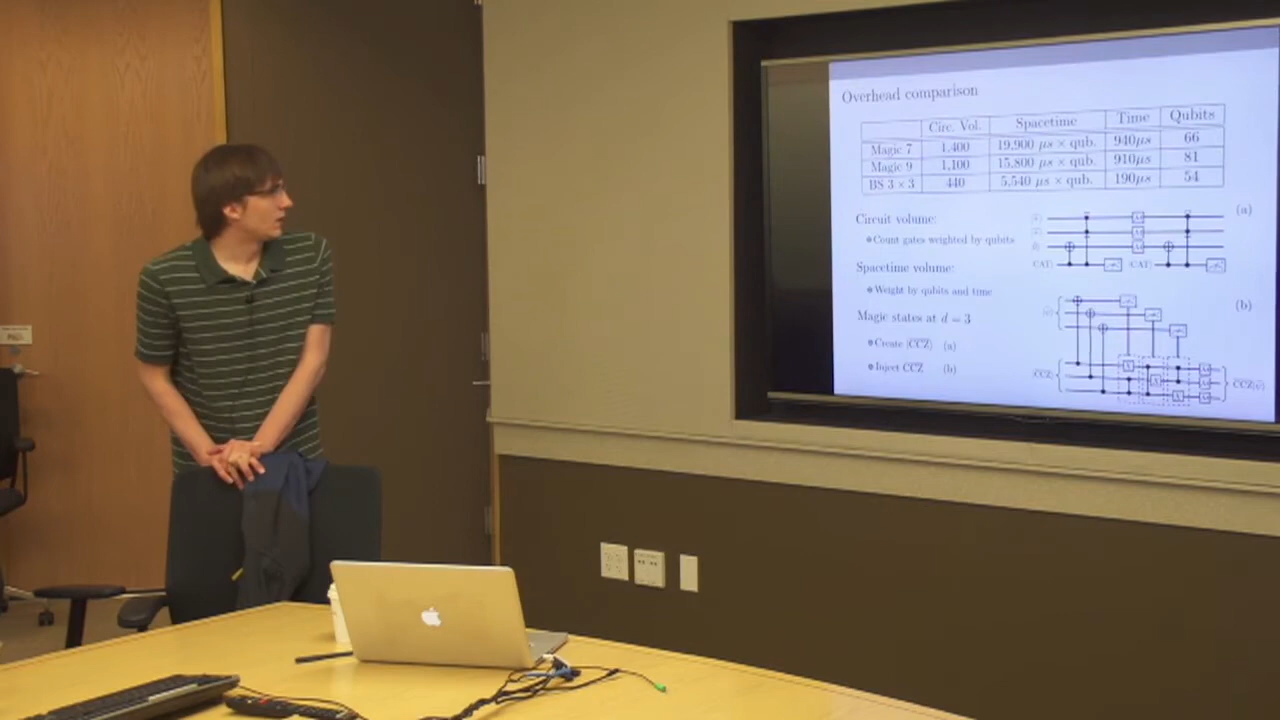 Overhead comparison
Circ. Vol. Spacetime Time Qubits
Magic 7 1,400 19,900 μs × qub. 940μs 66
Magic 9 1,100 15,800 μs × qub. 910μs 81
BS 3 × 3 440 5,540 μs × qub. 190μs 54
Circuit volume:
Count gates weighted by qubits
Spacetime volume:
Weight by qubits and time
Magic states at d = 3
Create |CCZ⟩ (a)
Inject CCZ (b)
(a)
CAT⟩ CAT⟩
(b)
CCZ⟩ CCZ|ψ⟩